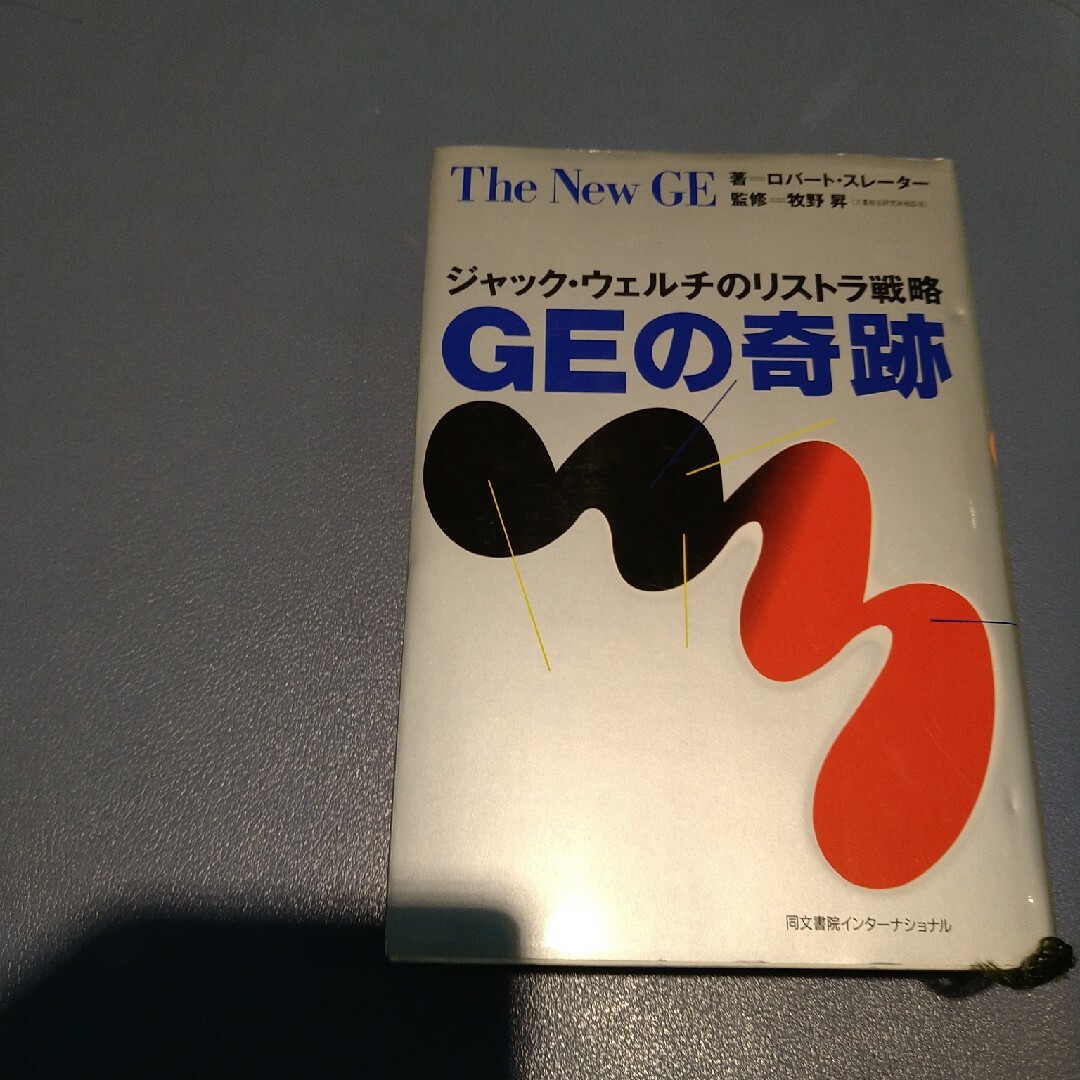 The New GE
著=ロバート・スレーター
監修=牧野 昇
ジャック・ウェルチのリストラ戦略
GEの奇跡
同文書院インターナショナル